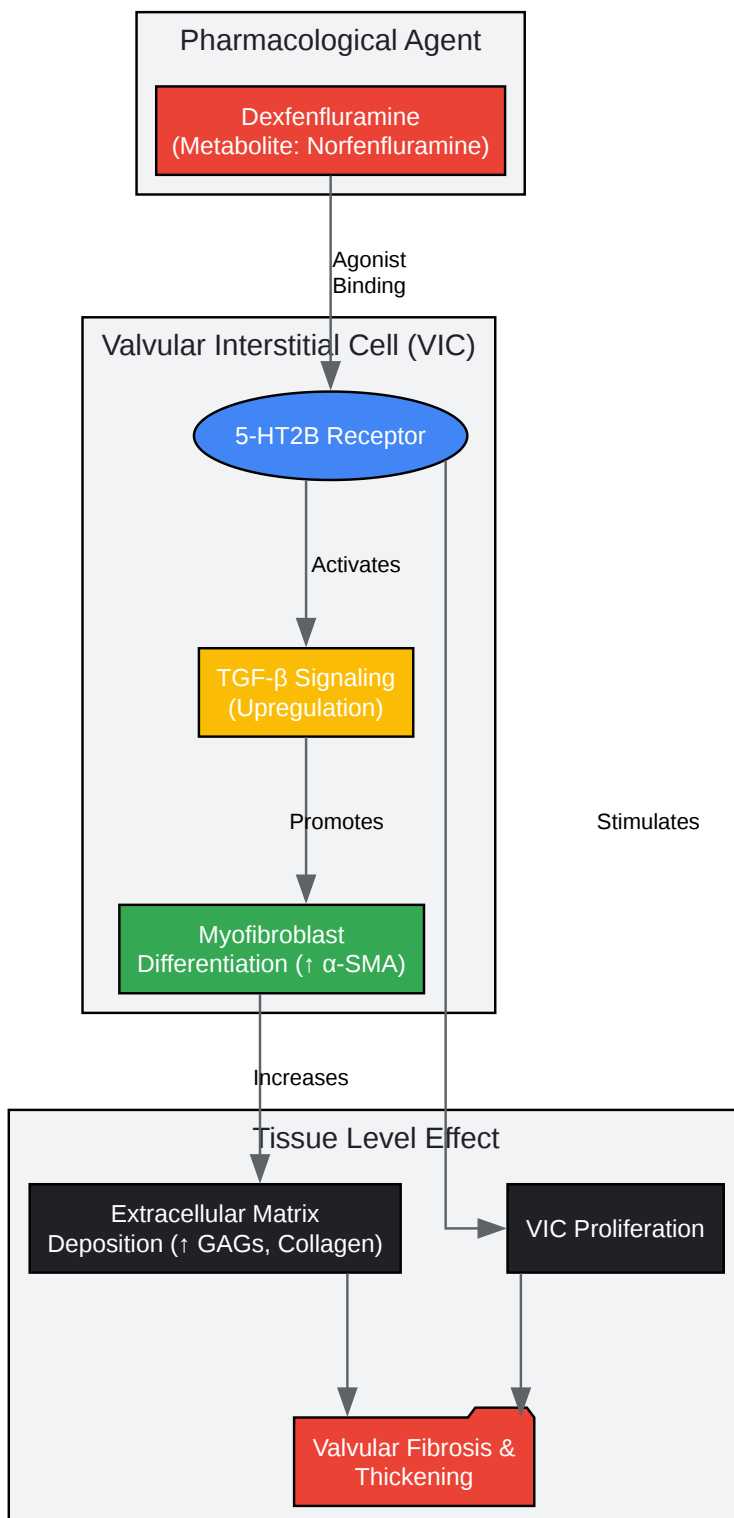 Pharmacological Agent
Dexfenfluramine
(Metabolite: Norfenfluramine)
Agonist
Binding
Valvular Interstitial Cell (VIC)
5-HT2B Receptor
Activates
TGF-β Signaling
(Upregulation)
Promotes
Stimulates
Myofibroblast
Differentiation (↑ α-SMA)
Increases
Tissue Level Effect
Extracellular Matrix
Deposition (↑ GAGs, Collagen)
VIC Proliferation
Valvular Fibrosis &
Thickening